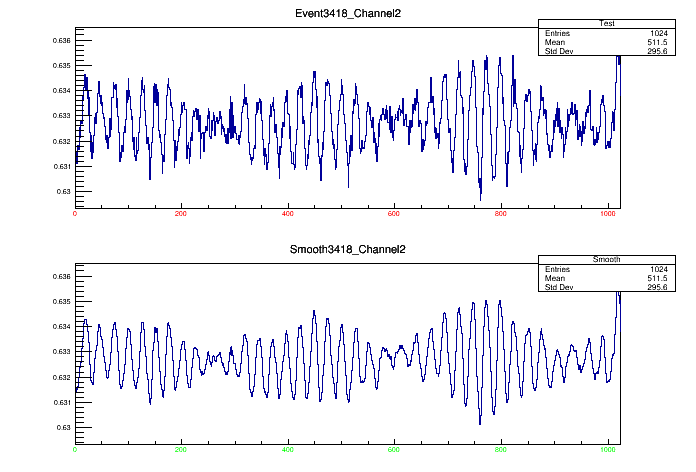 Event3418_Channel2
Test
Entries 1024
Mean 511.5
Std Dev 295.6
0.636
0.635
0.634
0.633
0.632
0.631
0.63
0 200 400 600 800 1000
Smooth3418_Channel2
Smooth
Entries 1024
Mean 511.5
Std Dev 295.6
0.636
0.635
0.634
0.633
0.632
0.631
0.63
0 200 400 600 800 1000